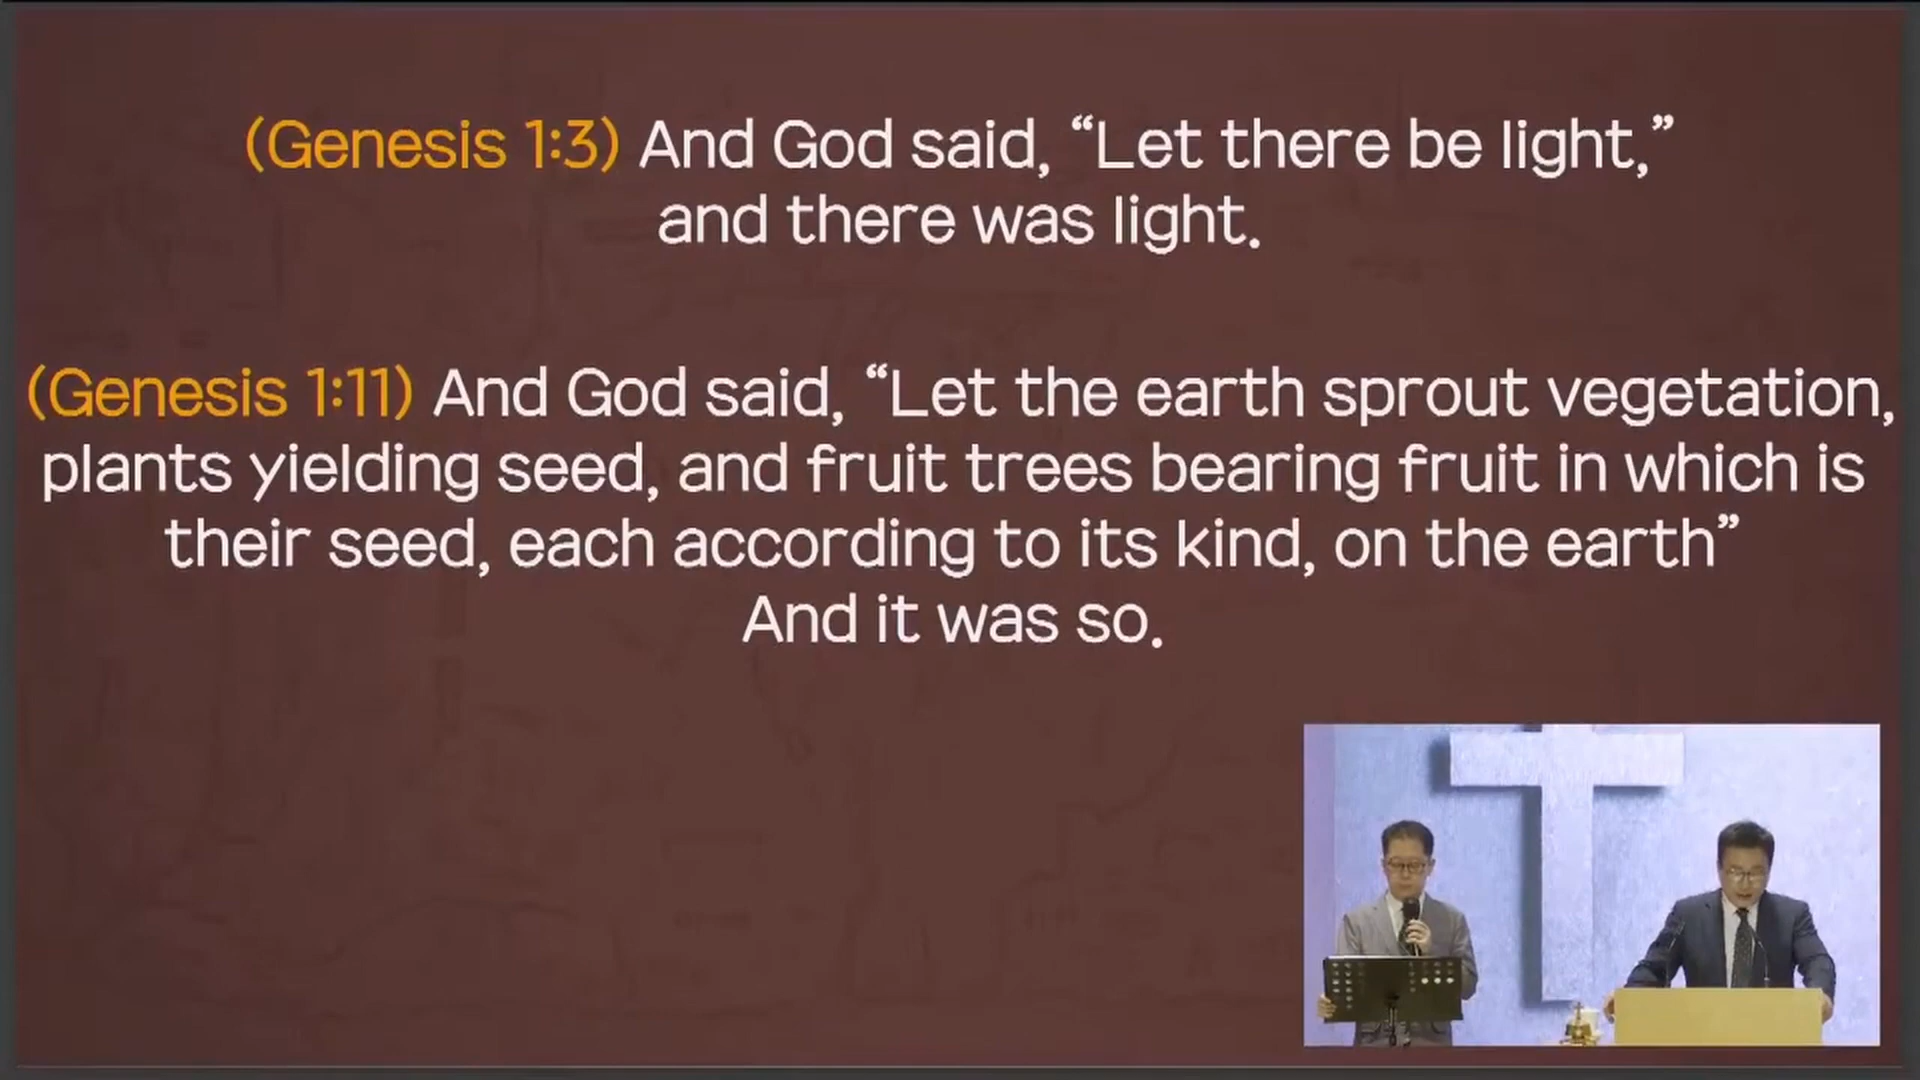 (Genesis 1:3) And God said, “Let there be light,”
and there was light.
(Genesis 1:11) And God said, “Let the earth sprout vegetation,
plants yielding seed, and fruit trees bearing fruit in which is
their seed, each according to its kind, on the earth”
And it was so.